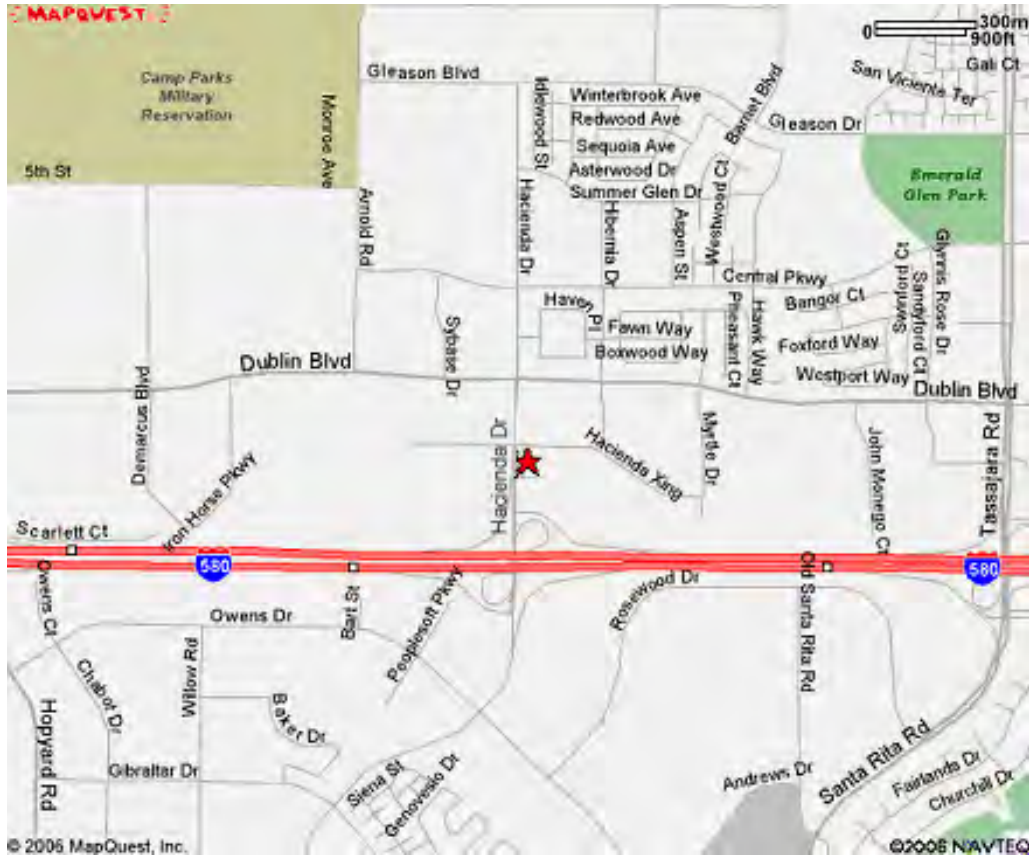 MAPQUEST
300m
0
900ft
Gali Ct
San Vicienta Ter
Camp Parks
Military
Reservation
Gleason Blvd
Idlewood St
Winterbrook Ave
Redwood Ave
Sequoia Ave
Asterwood Dr
Summer Glen Dr
Barnet Blvd
Gleason Dr
Monroe Ave
5th St
Emerald
Glen Park
Arnold Rd
Hacienda Dr
Hibernia Dr
Aspen St
Westwood Ct
Central Pkwy
Glynnis Rose Dr
Sandyford Ct
Sanford Ct
Bangor Ct
Haven Pl
Fawn Way
Boxwood Way
Pheasant Ct
Hawk Way
Foxford Way
Westport Way
Sybase Dr
Dublin Blvd
Dublin Blvd
Demarcus Blvd
Iron Horse Pkwy
Hacienda Dr
Hacienda Xing
Myrtle Dr
John Monego Ct
Tassajara Rd
Scarlett Ct
580
580
Owens Ct
Owens Dr
Bart St
Peoplesoft Pkwy
Rosewood Dr
Old Santa Rita Rd
Chabot Dr
Willow Rd
Baker Dr
Hopyard Rd
Gibraltar Dr
Siena St
Genovesio Dr
Andrews Dr
Santa Rita Rd
Fairlands Dr
Churchill Dr
© 2006 MapQuest, Inc.
©2006 NAVTEQ